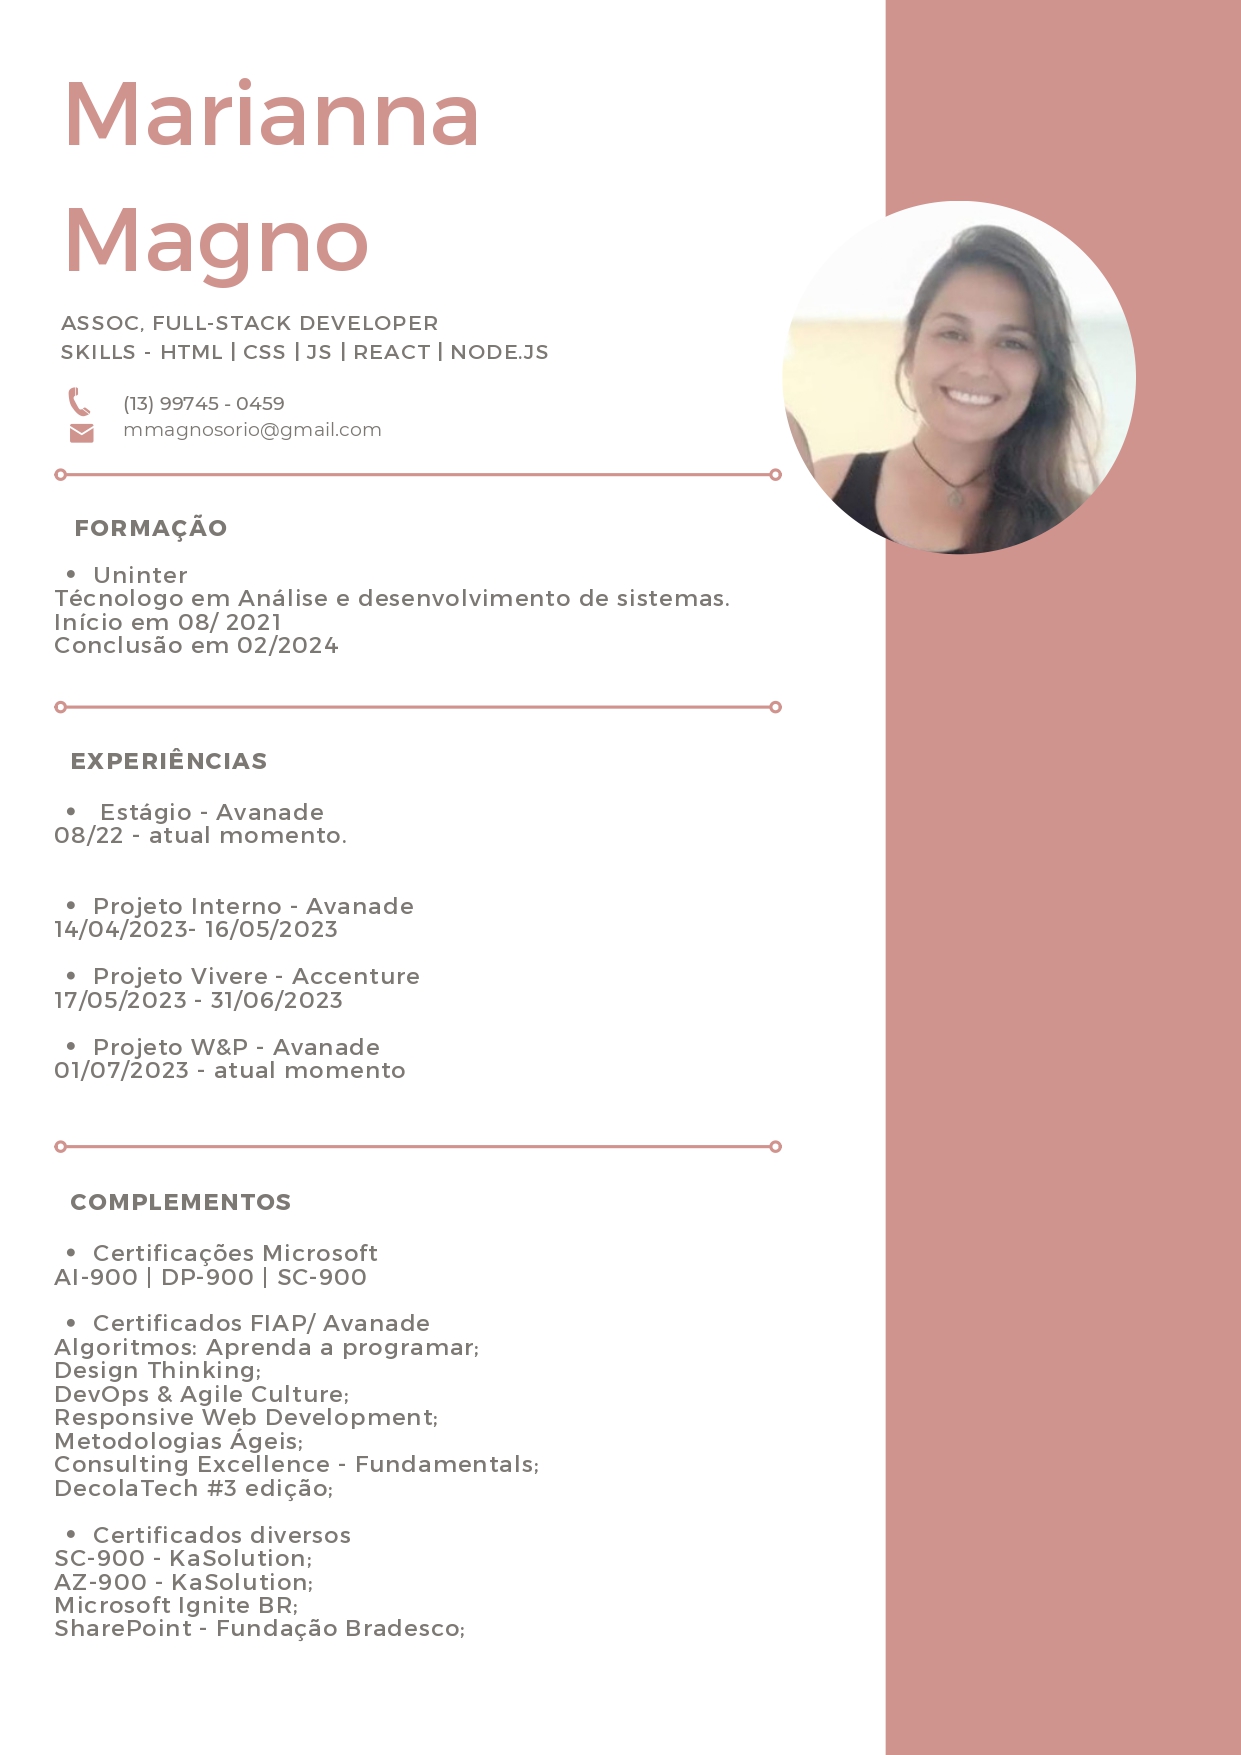 Marianna
Magno
ASSOC, FULL-STACK DEVELOPER
SKILLS - HTML | CSS | JS | REACT | NODE.JS
(13) 99745 - 0459
mmagnosorio@gmail.com
FORMAÇÃO
• Uninter
Técnologo em Análise e desenvolvimento de sistemas.
Início em 08/ 2021
Conclusão em 02/2024
EXPERIÊNCIAS
• Estágio - Avanade
08/22 - atual momento.
• Projeto Interno - Avanade
14/04/2023- 16/05/2023
• Projeto Vivere - Accenture
17/05/2023 - 31/06/2023
• Projeto W&P - Avanade
01/07/2023 - atual momento
COMPLEMENTOS
• Certificações Microsoft
AI-900 | DP-900 | SC-900
• Certificados FIAP/ Avanade
Algoritmos: Aprenda a programar;
Design Thinking;
DevOps & Agile Culture;
Responsive Web Development;
Metodologias Ágeis;
Consulting Excellence - Fundamentals;
DecolaTech #3 edição;
• Certificados diversos
SC-900 - KaSolution;
AZ-900 - KaSolution;
Microsoft Ignite BR;
SharePoint - Fundação Bradesco;